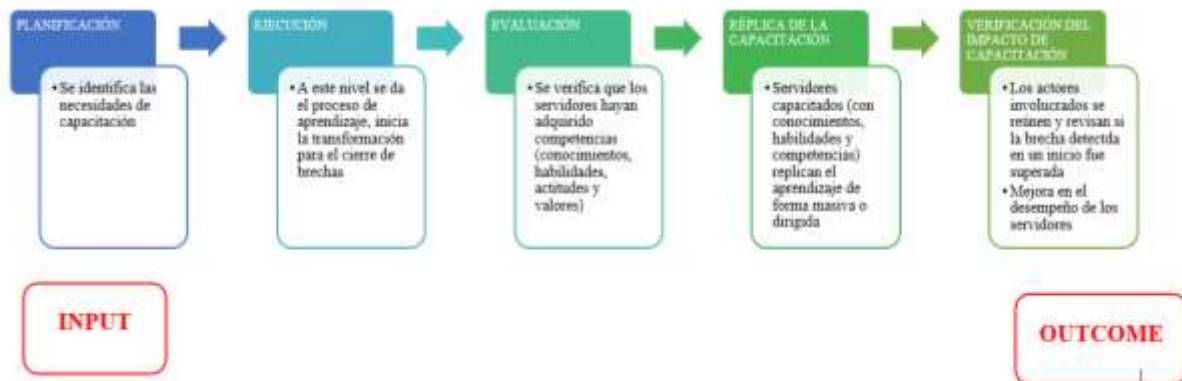 PLANIFICACIÓN
• Se identifica las
necesidades de
capacitación
EJECUCIÓN
• A este nivel se da
el proceso de
aprendizaje, inicia
la transformación
para el cierre de
brechas
EVALUACIÓN
• Se verifica que los
servidores hayan
adquirido
competencias
(conocimientos,
habilidades,
actitudes y
valores)
RÉPLICA DE LA
CAPACITACIÓN
• Servidores
capacitados (con
conocimientos,
habilidades y
competencias)
replican el
aprendizaje de
forma masiva o
dirigida
VERIFICACIÓN DEL
IMPACTO DE
CAPACITACIÓN
• Los actores
involucrados se
reúnen y revisan si
la brecha detectda
en un inicio fue
superada
• Mejora en el
desempeño de los
servidores
INPUT
OUTCOME